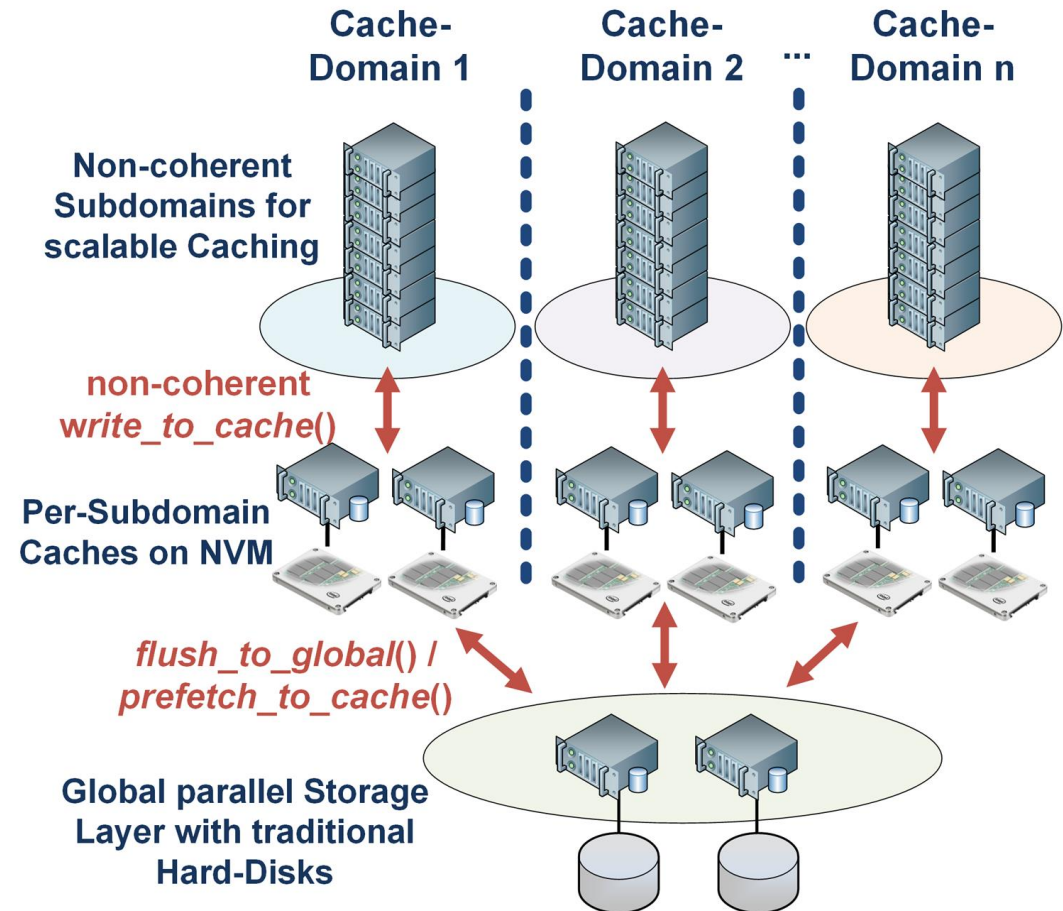 Cache-
Domain 1
Cache-
Domain 2
...
Cache-
Domain n
Non-coherent
Subdomains for
scalable Caching
non-coherent
write_to_cache()
Per-Subdomain
Caches on NVM
flush_to_global() /
prefetch_to_cache()
Global parallel Storage
Layer with traditional
Hard-Disks